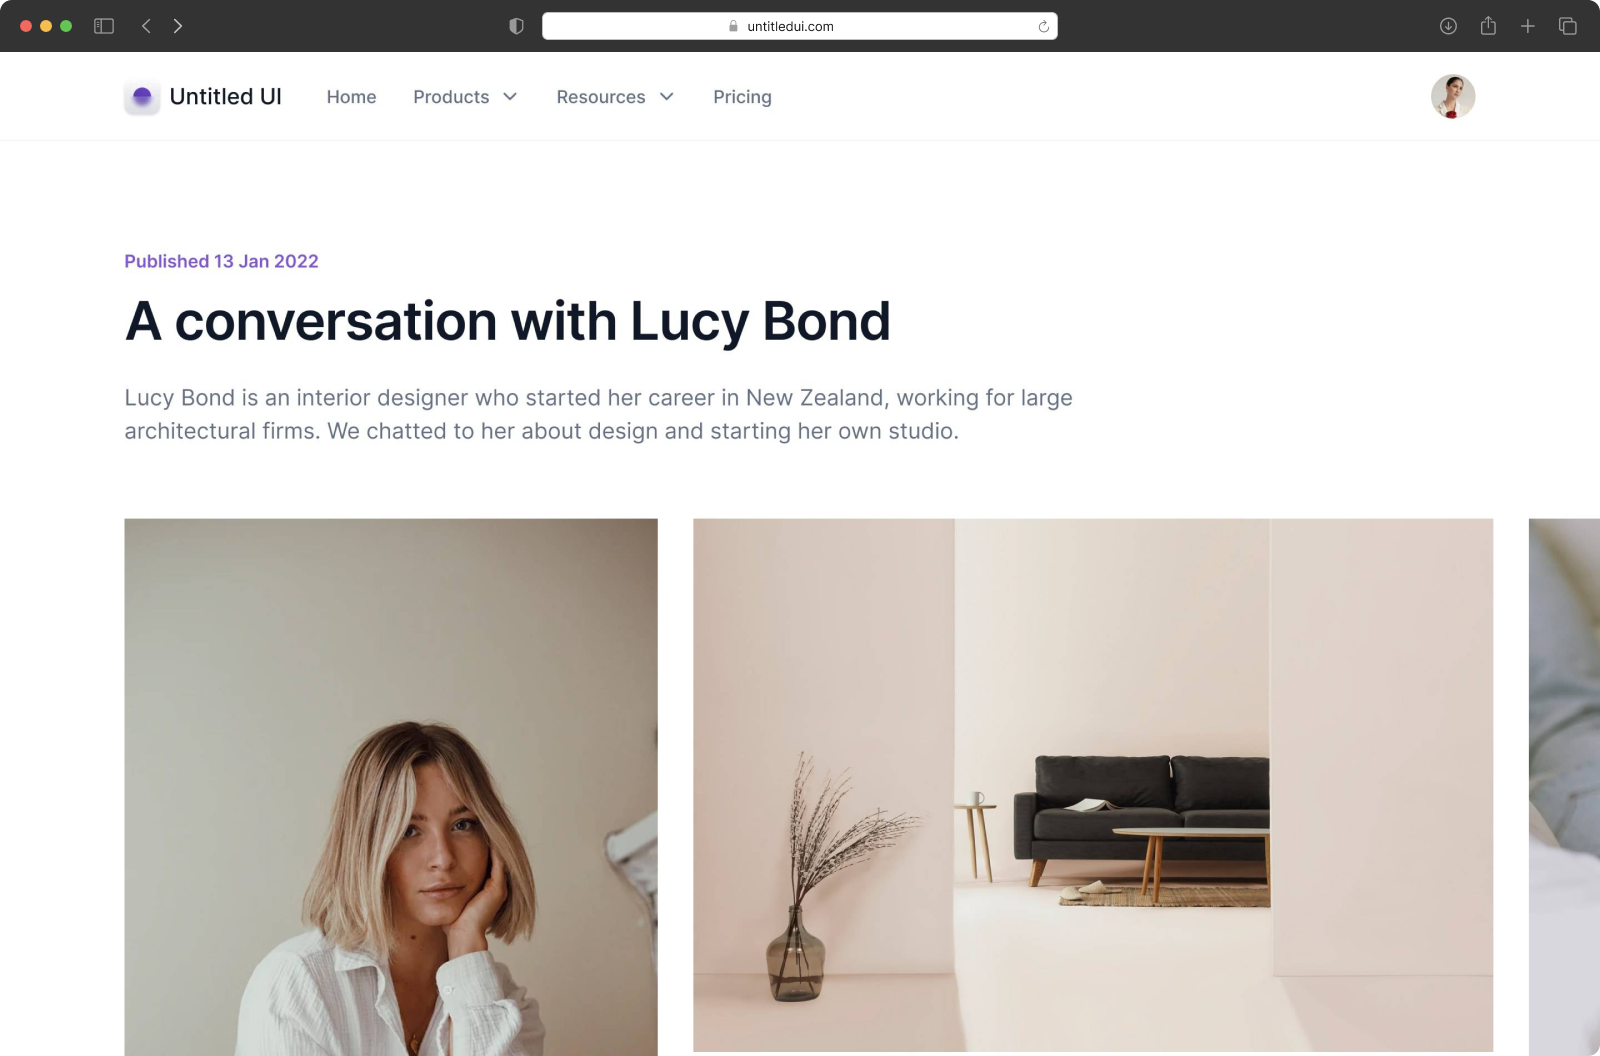 untitledui.com
Untitled UI
Home
Products
Resources
Pricing
Published 13 Jan 2022
A conversation with Lucy Bond
Lucy Bond is an interior designer who started her career in New Zealand, working for large
architectural firms. We chatted to her about design and starting her own studio.